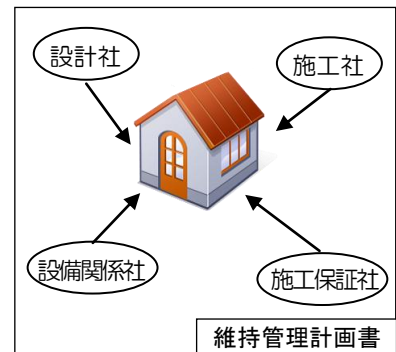 設計社
施工社
設備関係社
施工保証社
維持管理計画書